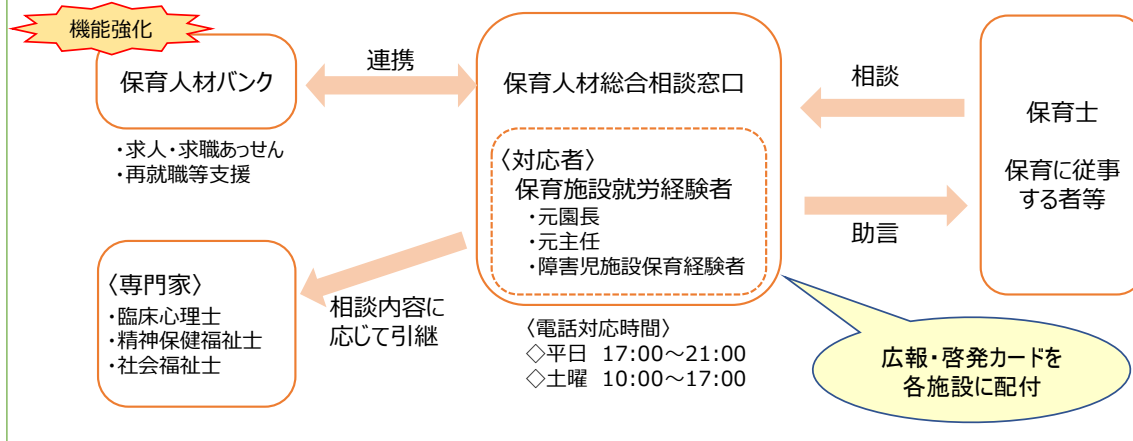 機能強化
保育人材バンク
・求人・求職あっせん
・再就職等支援
連携
保育人材総合相談窓口
〈対応者〉
保育施設就労経験者
・元園長
・元主任
・障害児施設保育経験者
相談
助言
保育士
保育に従事
する者等
〈専門家〉
・臨床心理士
・精神保健福祉士
・社会福祉士
相談内容に
応じて引継
〈電話対応時間〉
◇平日 17:00～21:00
◇土曜 10:00～17:00
広報・啓発カードを
各施設に配付